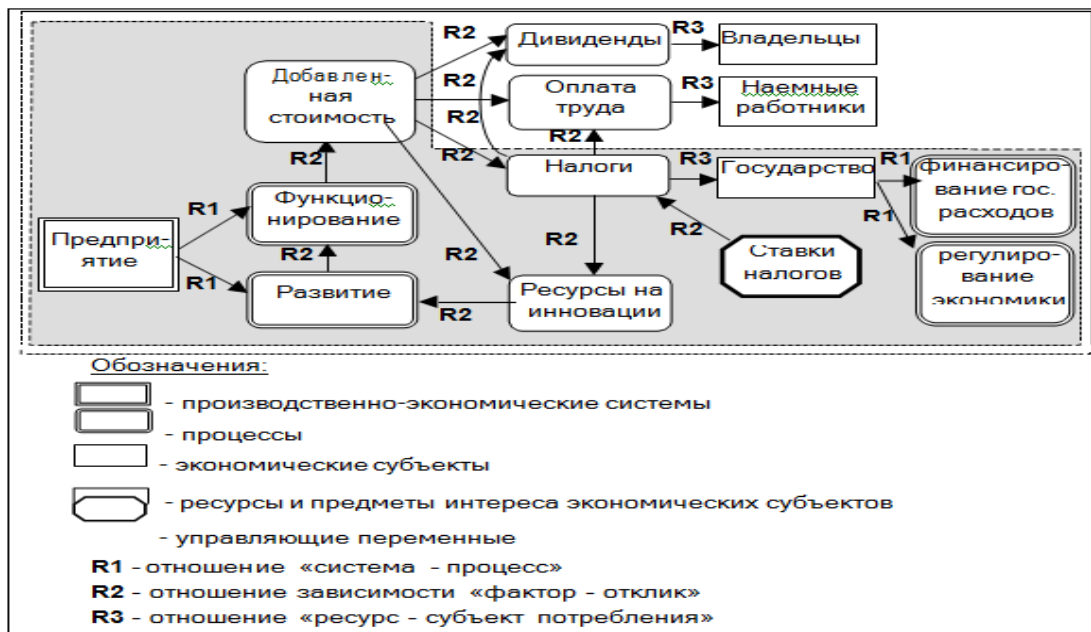 R2
Дивиденды
R3
Владельцы
Добавлен-
ная
стоимость
R2
Оплата
труда
R3
Наемные
работники
R2
R2
R2
Налоги
R3
Государство
R1
финансиро-
вание гос.
расходов
R2
R1
Функцио-
нирование
R1
Предпри-
ятие
R2
R2
R2
R2
Ставки
налогов
регулиро-
вание
экономики
R1
Развитие
R2
Ресурсы на
инновации
Обозначения:
- производственно-экономические системы
- процессы
- экономические субъекты
- ресурсы и предметы интереса экономических субъектов
- управляющие переменные
R1 - отношение «система - процесс»
R2 - отношение зависимости «фактор - отклик»
R3 - отношение «ресурс - субъект потребления»